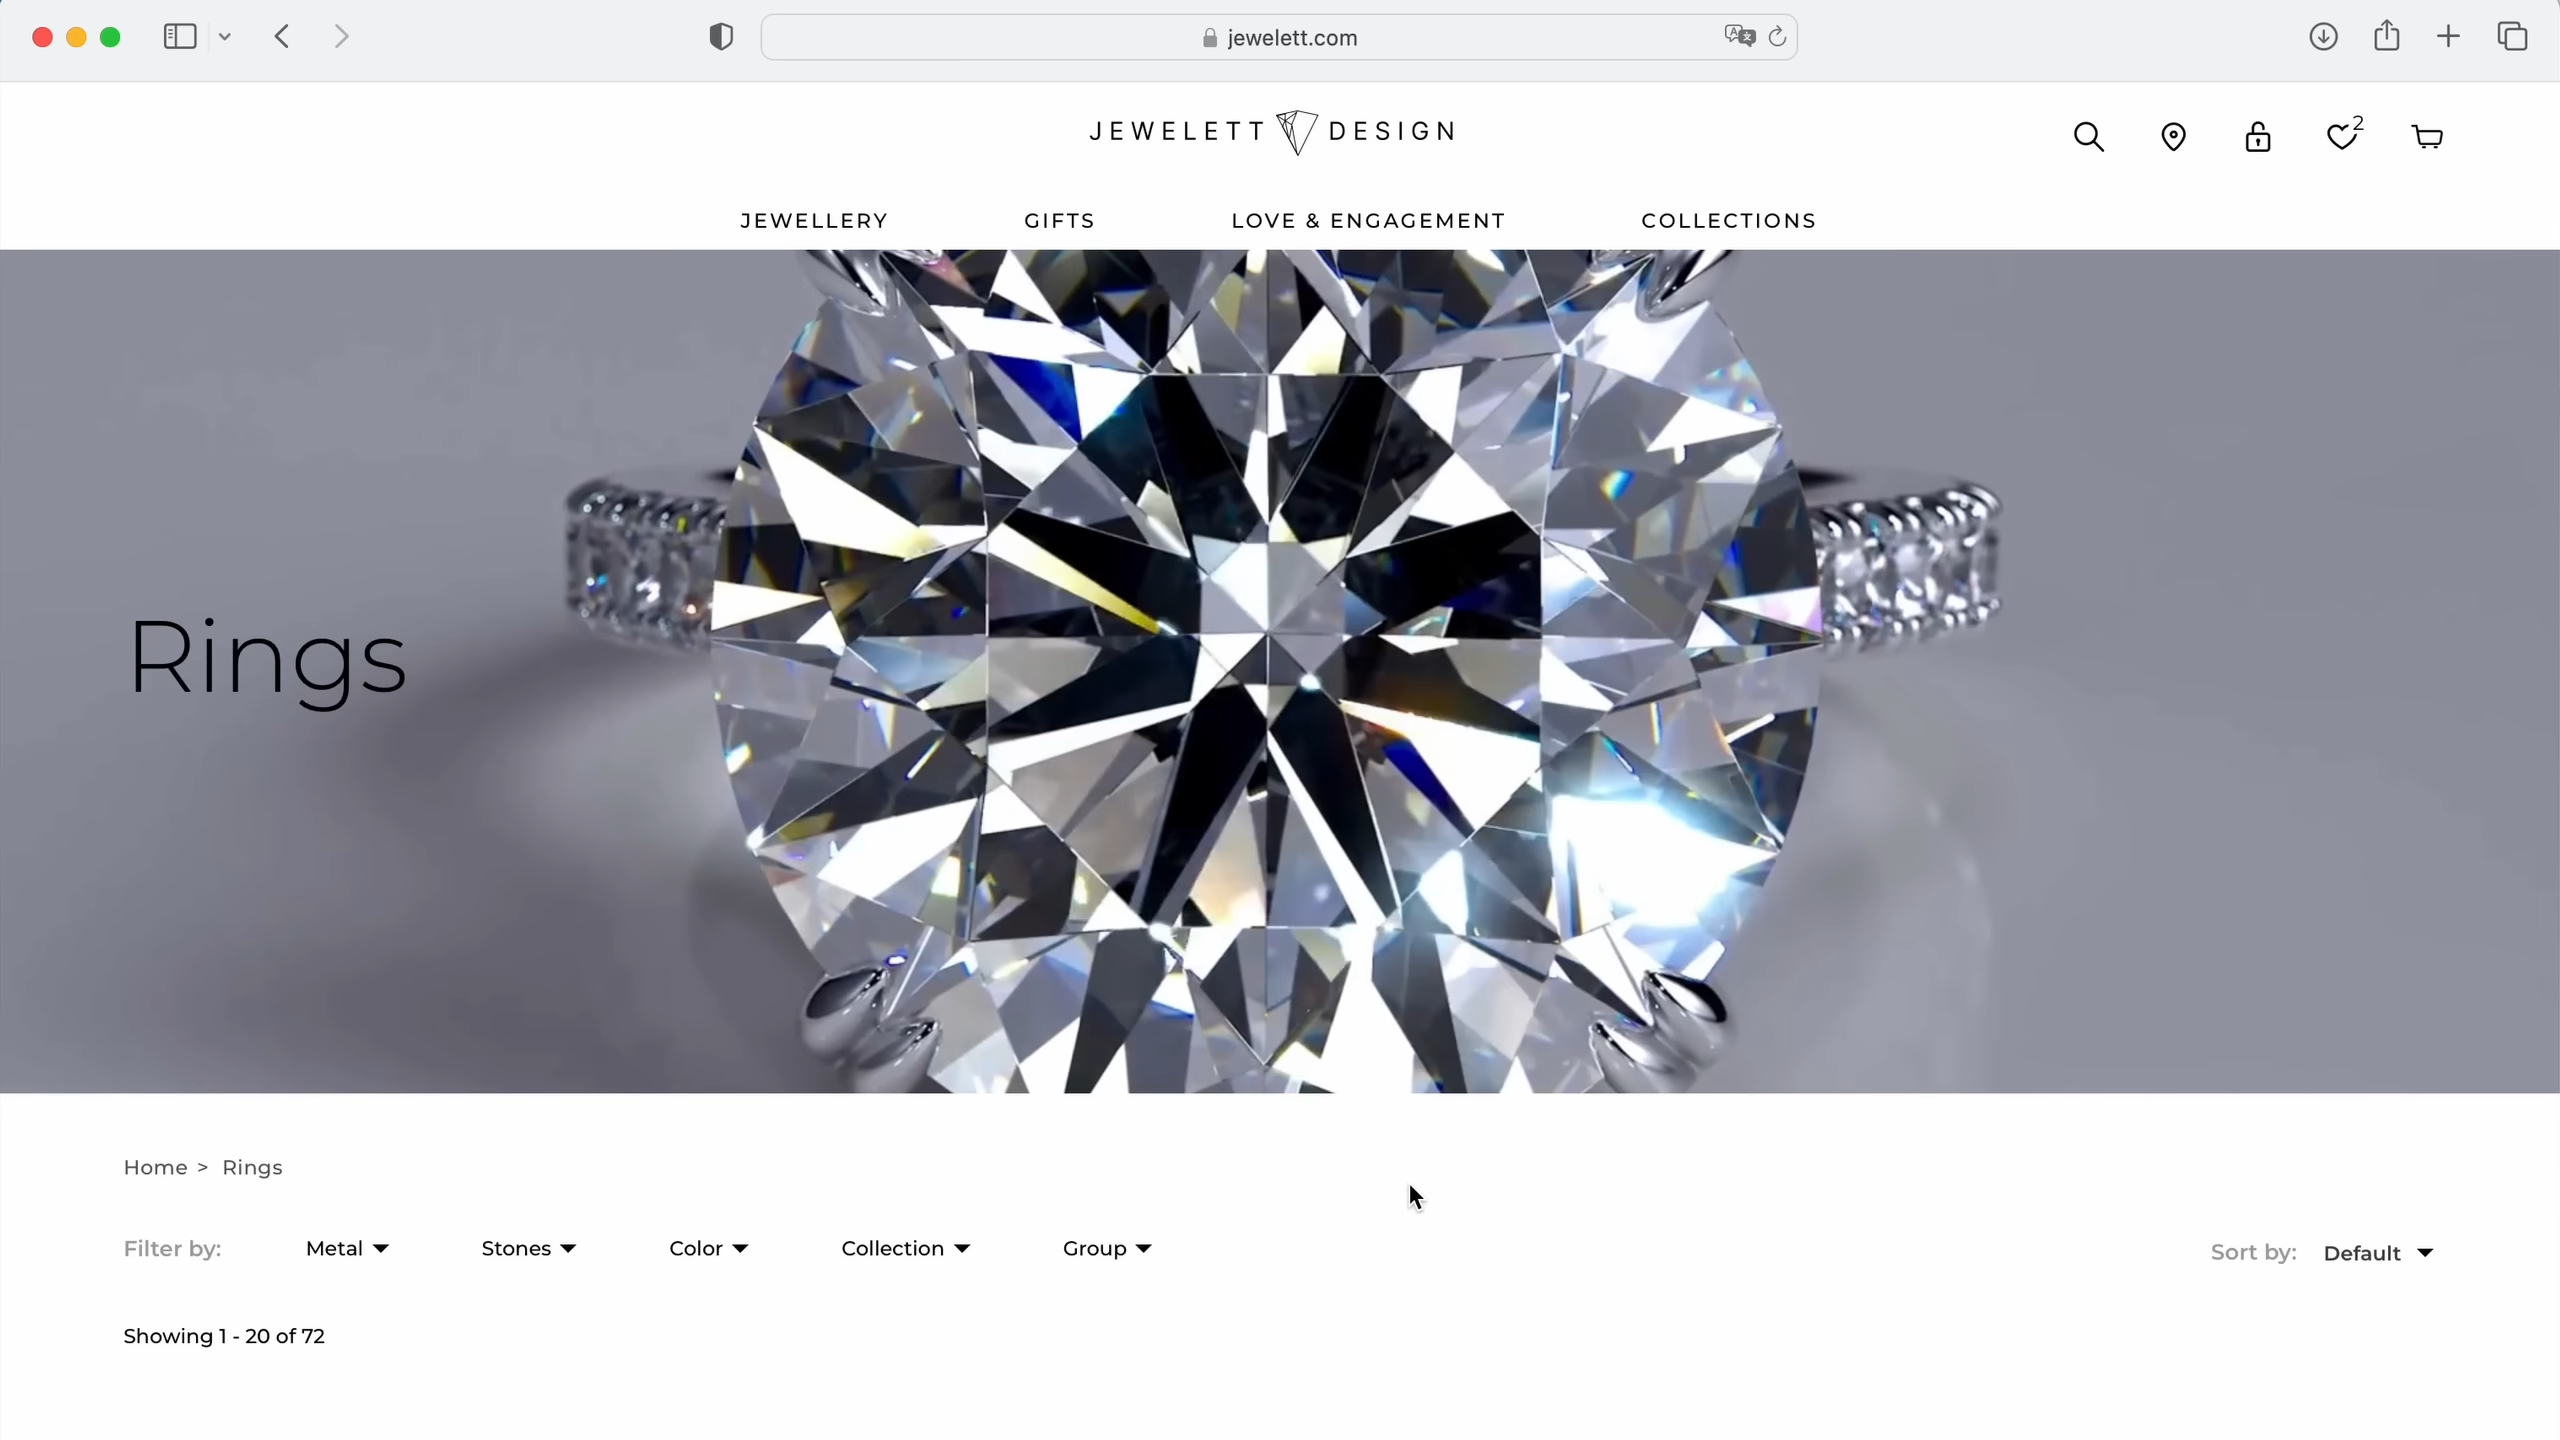 jewelett.com
JEWELETT DESIGN
2
JEWELLERY GIFTS LOVE & ENGAGEMENT COLLECTIONS
Rings
Home > Rings
Filter by: Metal Stones Color Collection Group
Sort by: Default
Showing 1 - 20 of 72